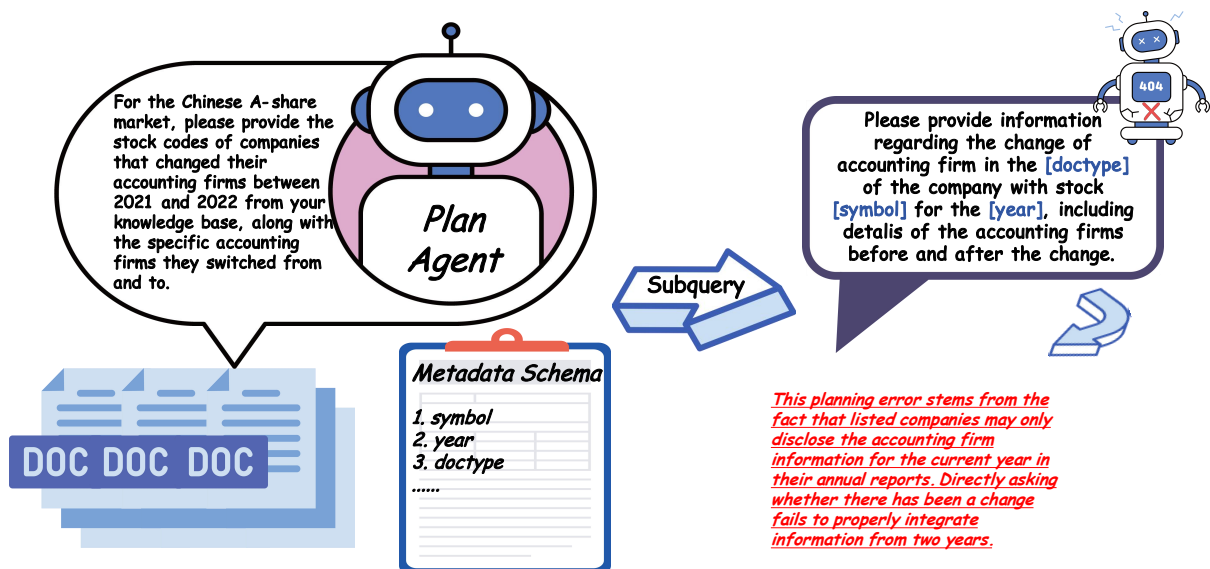 For the Chinese A-share
market, please provide the
stock codes of companies
that changed their
accounting firms between
2021 and 2022 from your
knowledge base, along with
the specific accounting
firms they switched from
and to.
Plan
Agent
DOC DOC DOC
Metadata Schema
1. symbol
2. year
3. doctype
......
Subquery
404
Please provide information
regarding the change of
accounting firm in the [doctype]
of the company with stock
[symbol] for the [year], including
detalis of the accounting firms
before and after the change.
This planning error stems from the
fact that listed companies may only
disclose the accounting firm
information for the current year in
their annual reports. Directly asking
whether there has been a change
fails to properly integrate
information from two years.